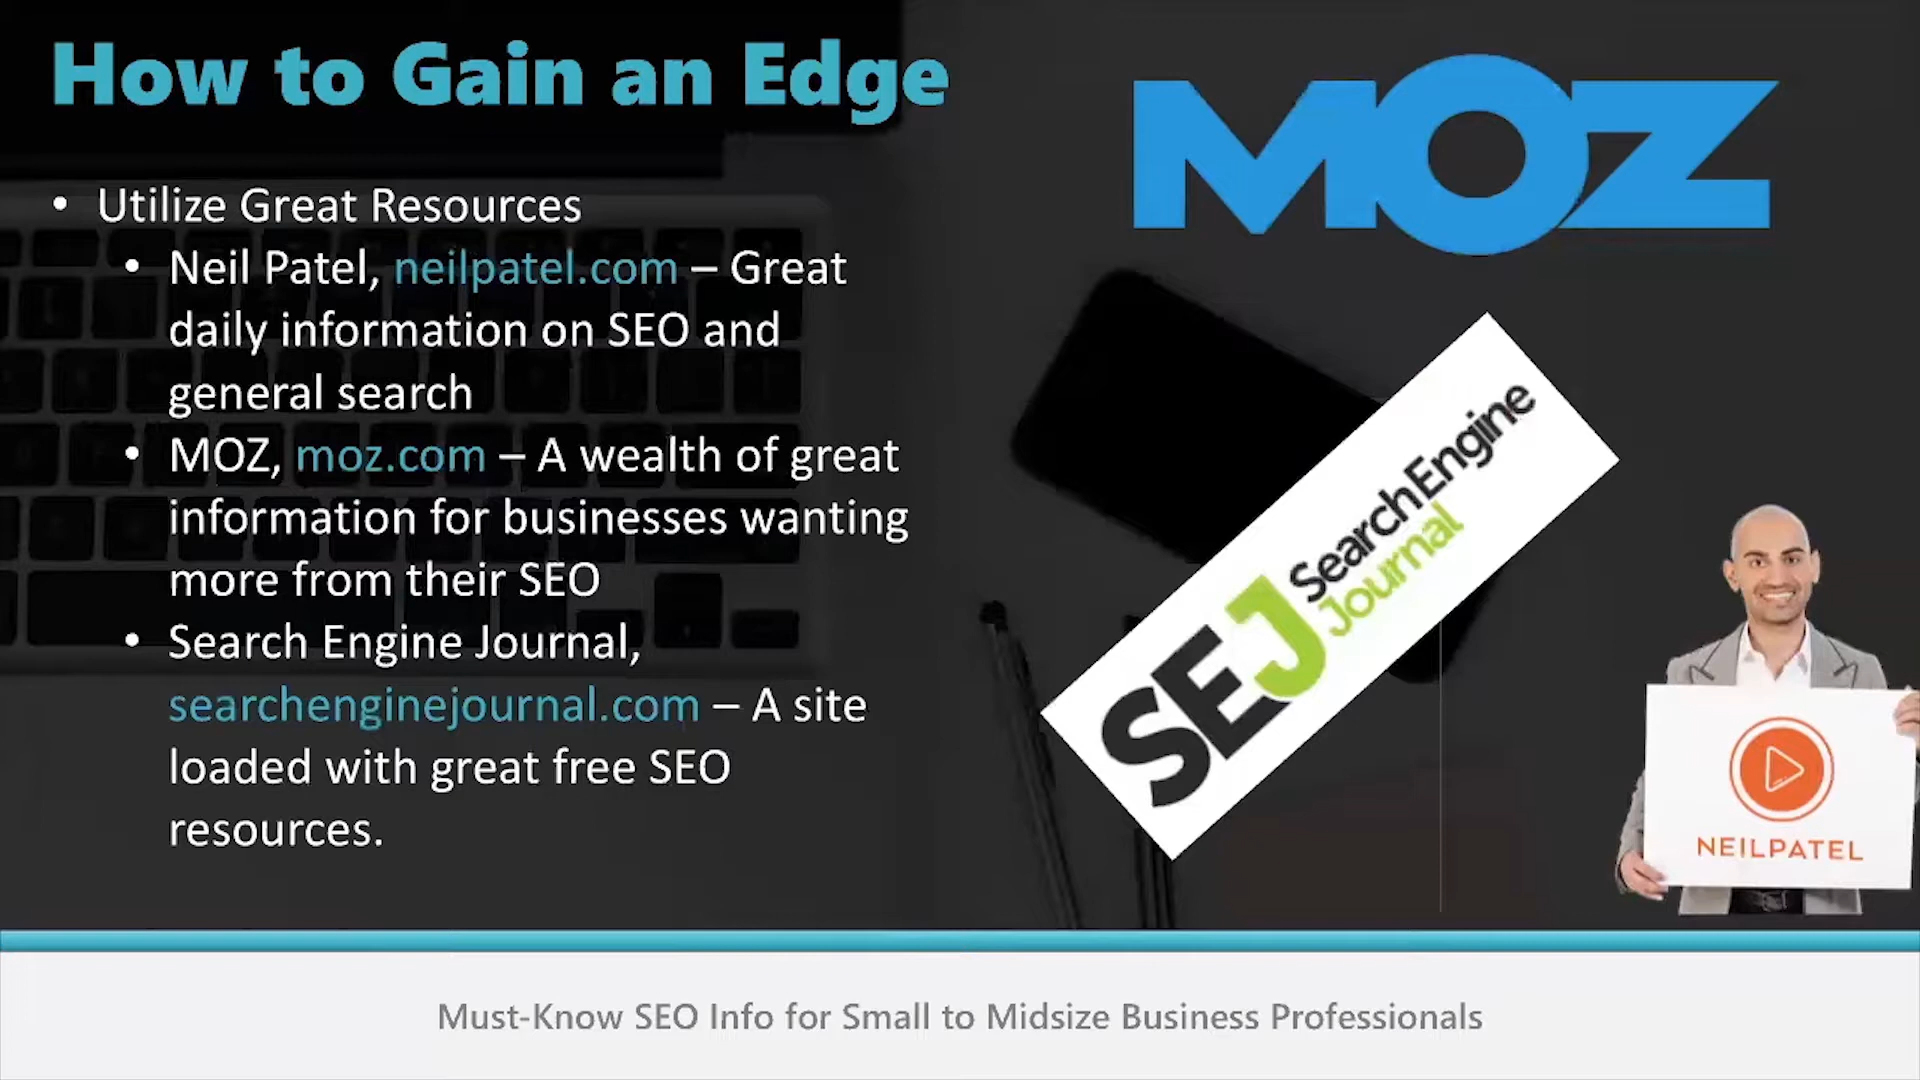 How to Gain an Edge
MOZ
• Utilize Great Resources
• Neil Patel, neilpatel.com – Great
daily information on SEO and
general search
• MOZ, moz.com – A wealth of great
information for businesses wanting
more from their SEO
• Search Engine Journal,
searchenginejournal.com – A site
loaded with great free SEO
resources.
SEJ
SearchEngine
Journal
NEILPATEL
Must-Know SEO Info for Small to Midsize Business Professionals